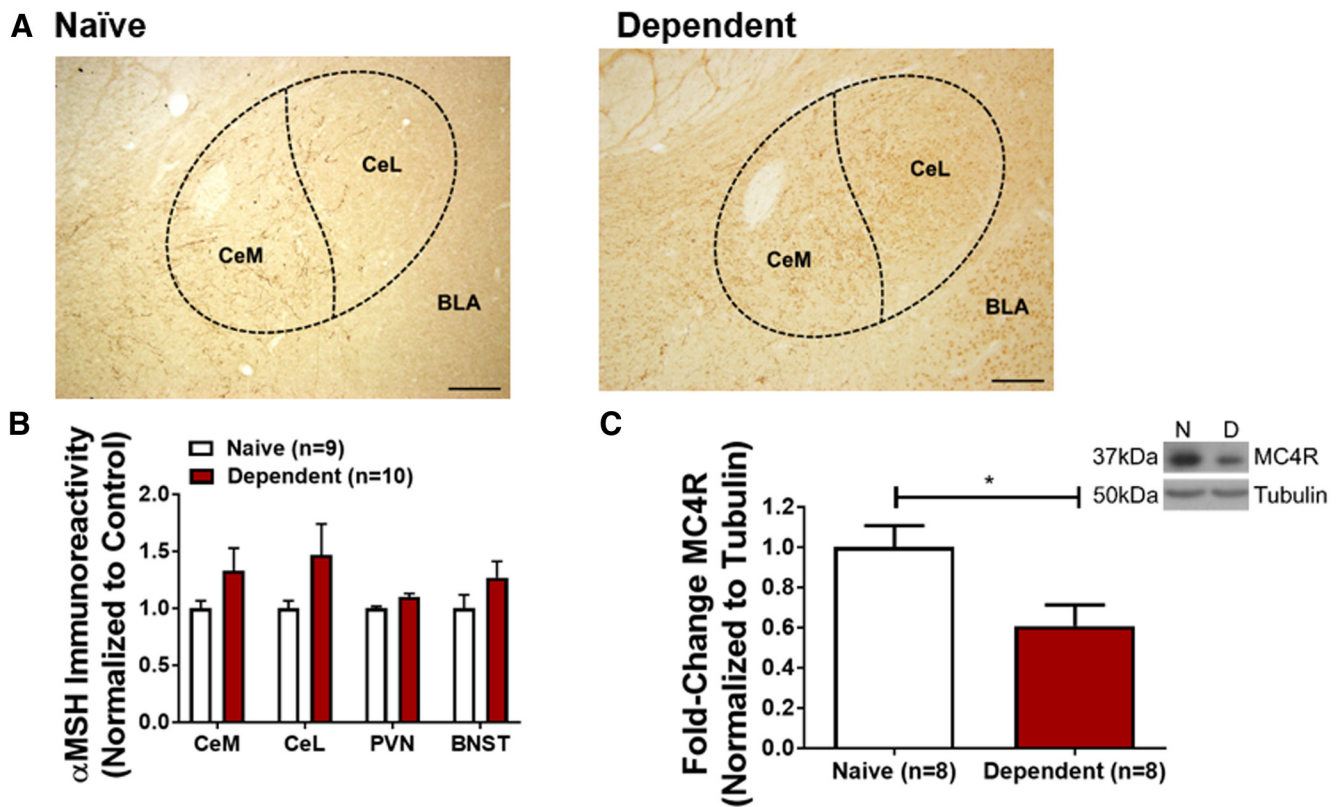 A Naïve
Dependent
CeL
CeM
BLA
CeL
CeM
BLA
B
αMSH Immunoreactivity
(Normalized to Control)
Naive (n=9)
Dependent (n=10)
2.0
1.5
1.0
0.5
0.0
CeM CeL PVN BNST
C
Fold-Change MC4R
(Normalized to Tubulin)
N D
37kDa MC4R
50kDa Tubulin
*
1.2
1.0
0.8
0.6
0.4
0.2
0.0
Naive (n=8) Dependent (n=8)